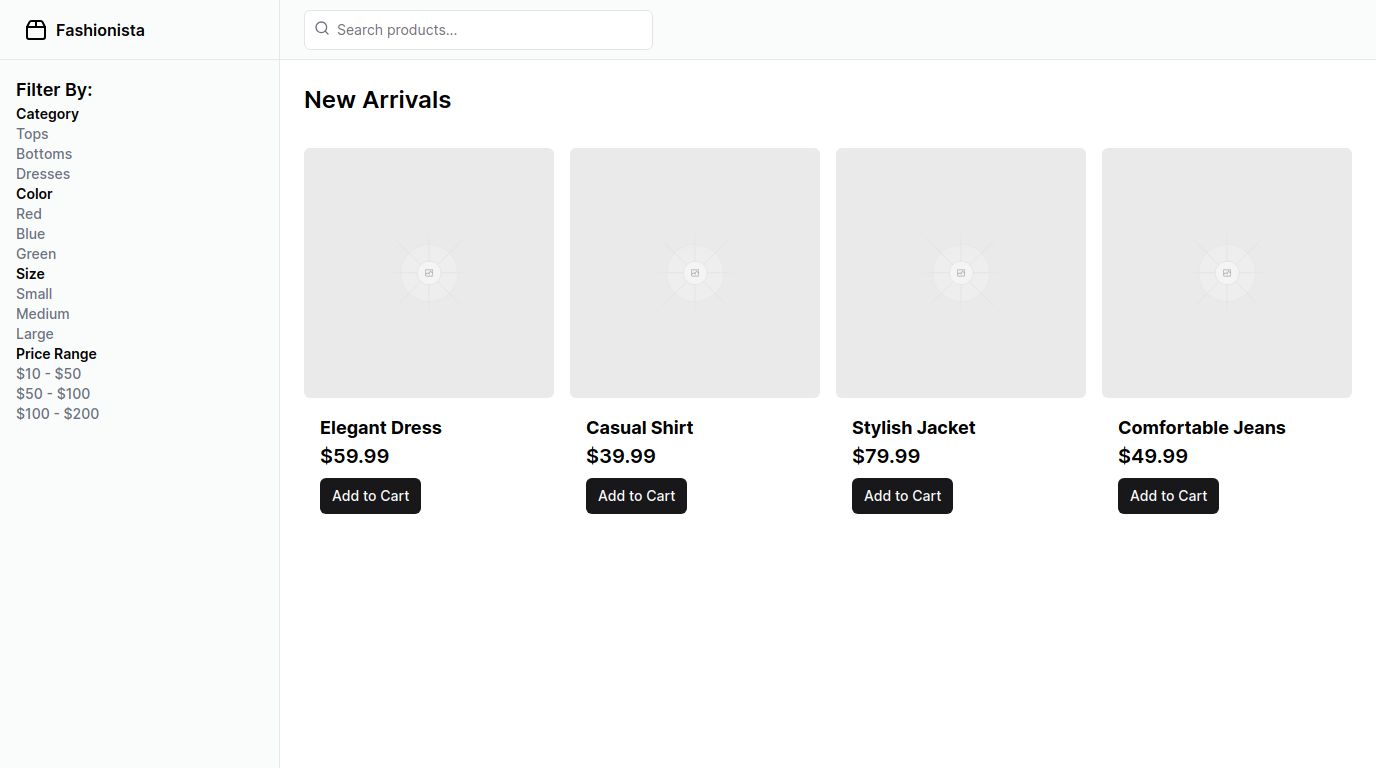 Fashionista
Search products...
Filter By:
Category
Tops
Bottoms
Dresses
Color
Red
Blue
Green
Size
Small
Medium
Large
Price Range
$10 - $50
$50 - $100
$100 - $200
New Arrivals
Elegant Dress
$59.99
Add to Cart
Casual Shirt
$39.99
Add to Cart
Stylish Jacket
$79.99
Add to Cart
Comfortable Jeans
$49.99
Add to Cart